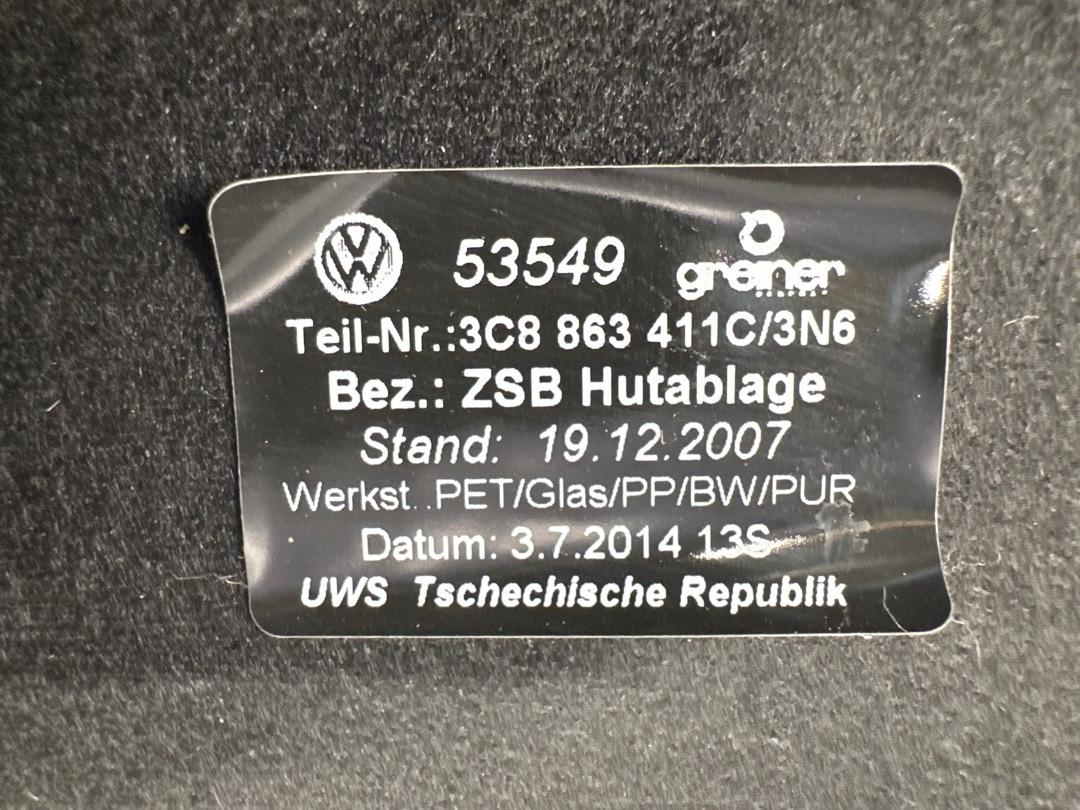 VW 53549 greiner
Teil-Nr.:3C8 863 411C/3N6
Bez.: ZSB Hutablage
Stand: 19.12.2007
Werkst..PET/Glas/PP/BW/PUR
Datum: 3.7.2014 13S
UWS Tschechische Republik